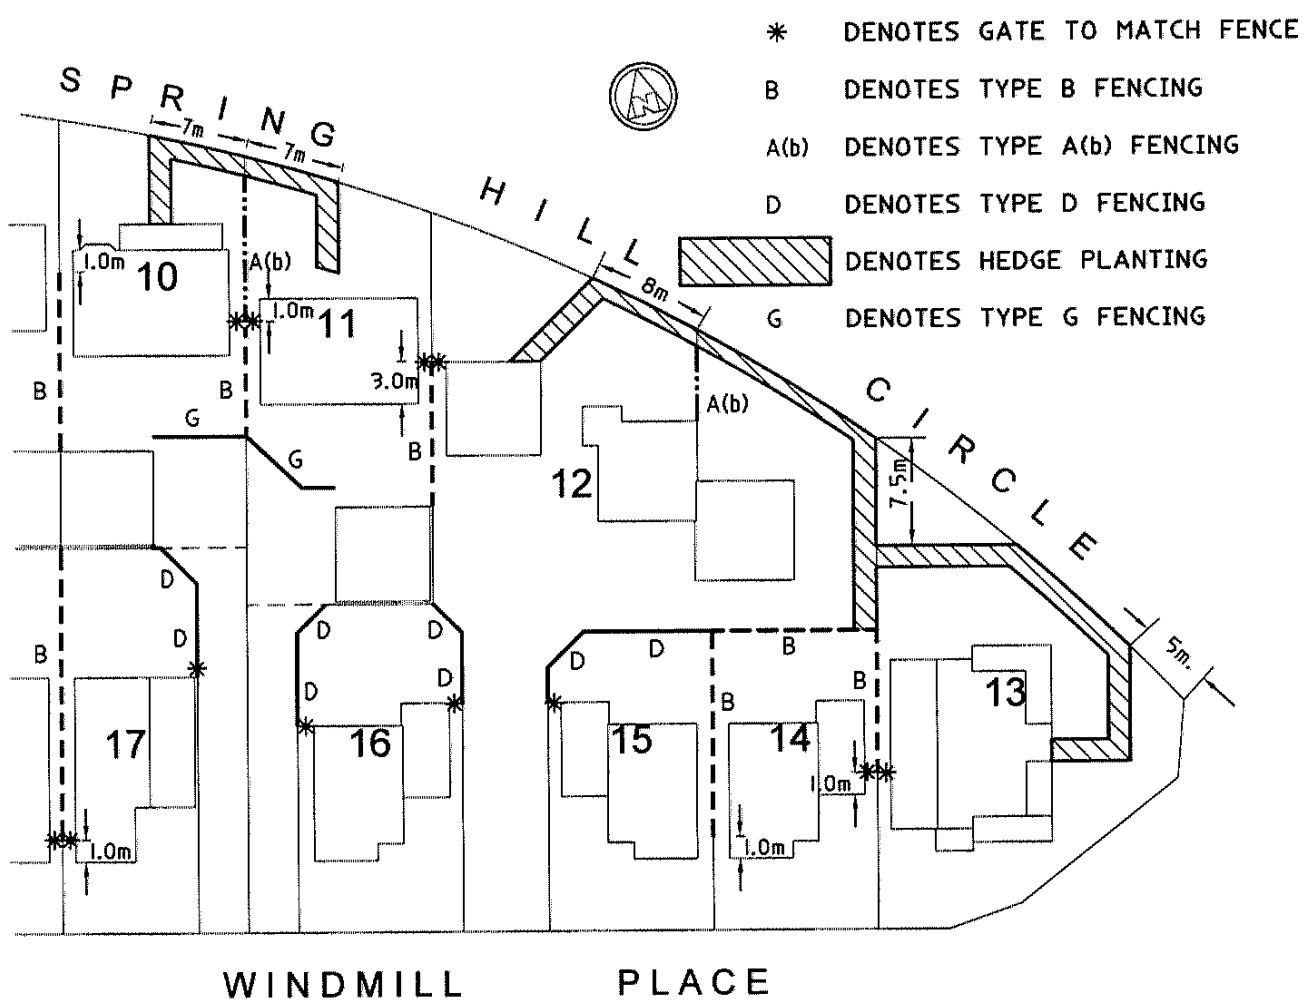 * DENOTES GATE TO MATCH FENCE
B DENOTES TYPE B FENCING
A(b) DENOTES TYPE A(b) FENCING
D DENOTES TYPE D FENCING
DENOTES HEDGE PLANTING
G DENOTES TYPE G FENCING
N
SPRING HILL CIRCLE
7m
7m
8m
7.5m
5m.
1.0m
10
A(b)
1.0m
11
3.0m
A(b)
B
B
B
G
G
12
D
D
B
D
D
D
D
D
D
B
B
B
13
17
16
15
14
1.0m
1.0m
1.0m
WINDMILL PLACE